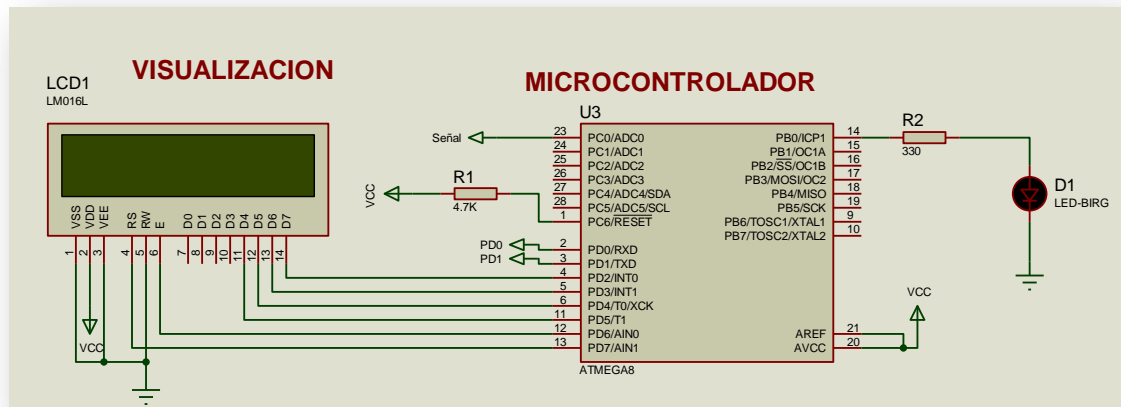 VISUALIZACION
LCD1
LM016L
VSS
VDD
VEE
RS
RW
E
D0
D1
D2
D3
D4
D5
D6
D7
1
2
3
4
5
6
7
8
9
10
11
12
13
14
VCC
MICROCONTROLADOR
U3
Señal
23 PC0/ADC0
24 PC1/ADC1
25 PC2/ADC2
26 PC3/ADC3
27 PC4/ADC4/SDA
28 PC5/ADC5/SCL
1 PC6/RESET
VCC
R1
4.7K
PD0
PD1
2 PD0/RXD
3 PD1/TXD
4 PD2/INT0
5 PD3/INT1
6 PD4/T0/XCK
11 PD5/T1
12 PD6/AIN0
13 PD7/AIN1
PB0/ICP1 14
PB1/OC1A 15
PB2/SS/OC1B 16
PB3/MOSI/OC2 17
PB4/MISO 18
PB5/SCK 19
PB6/TOSC1/XTAL1 9
PB7/TOSC2/XTAL2 10
AREF 21
AVCC 20
ATMEGA8
R2
330
D1
LED-BIRG
VCC